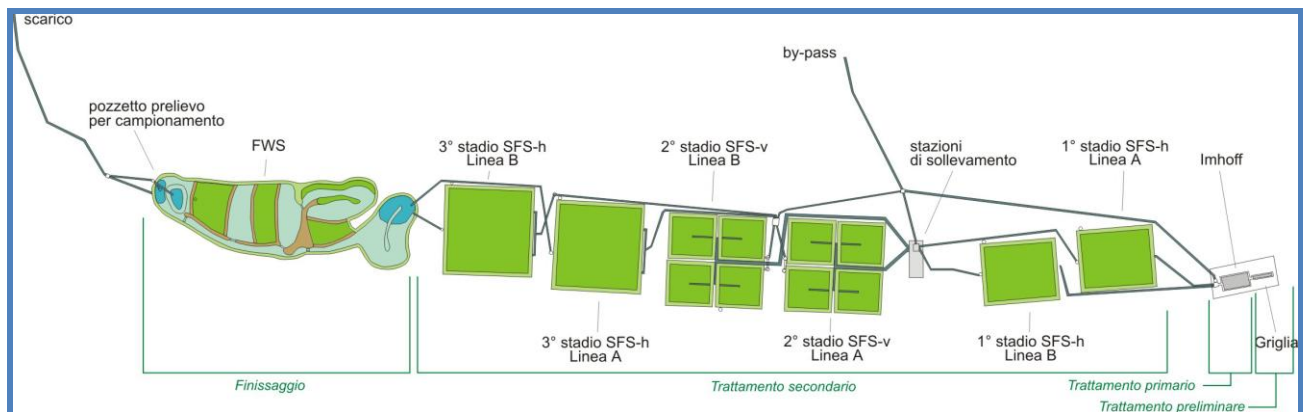 scarico
by-pass
pozzetto prelievo
per campionamento
FWS
3° stadio SFS-h
Linea B
2° stadio SFS-v
Linea B
stazioni
di sollevamento
1° stadio SFS-h
Linea A
Imhoff
3° stadio SFS-h
Linea A
2° stadio SFS-v
Linea A
1° stadio SFS-h
Linea B
Griglia
Finissaggio
Trattamento secondario
Trattamento primario
Trattamento preliminare